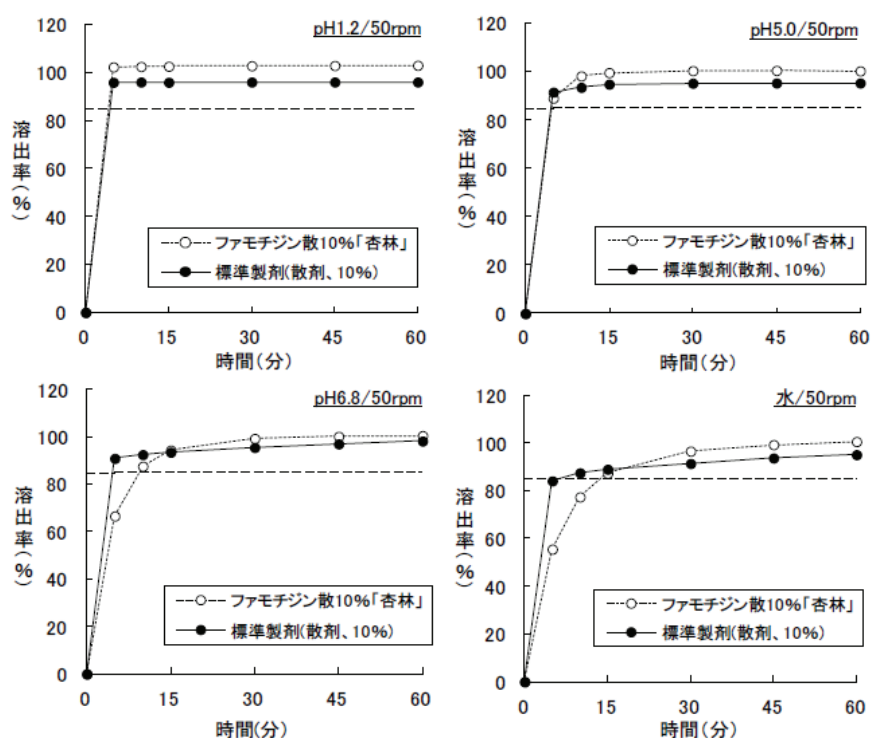 pH1.2/50rpm
120
100
80
60
40
20
0
溶出率(%)
ファモチジン散10%「杏林」
標準製剤(散剤、10%)
0 15 30 45 60
時間(分)
pH5.0/50rpm
120
100
80
60
40
20
0
溶出率(%)
ファモチジン散10%「杏林」
標準製剤(散剤、10%)
0 15 30 45 60
時間(分)
pH6.8/50rpm
120
100
80
60
40
20
0
溶出率(%)
ファモチジン散10%「杏林」
標準製剤(散剤、10%)
0 15 30 45 60
時間(分)
水/50rpm
120
100
80
60
40
20
0
溶出率(%)
ファモチジン散10%「杏林」
標準製剤(散剤、10%)
0 15 30 45 60
時間(分)